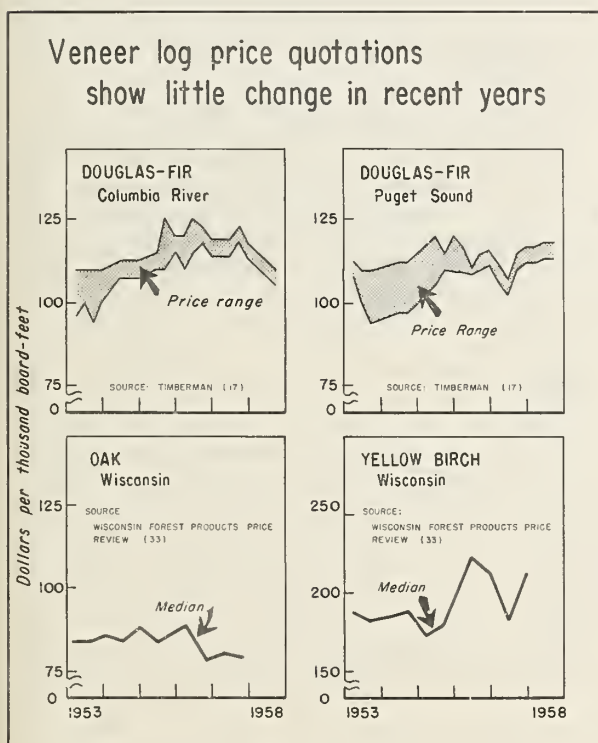 Veneer log price quotations
show little change in recent years
Dollars per thousand board-feet
DOUGLAS-FIR
Columbia River
125
100
75
0
Price range
SOURCE: TIMBERMAN (17)
DOUGLAS-FIR
Puget Sound
125
100
75
0
Price Range
SOURCE: TIMBERMAN (17)
OAK
Wisconsin
125
100
75
0
SOURCE
WISCONSIN FOREST PRODUCTS PRICE
REVIEW (33)
Median
1953
1958
YELLOW BIRCH
Wisconsin
250
200
150
0
SOURCE:
WISCONSIN FOREST PRODUCTS PRICE
REVIEW (33)
Median
1953
1958